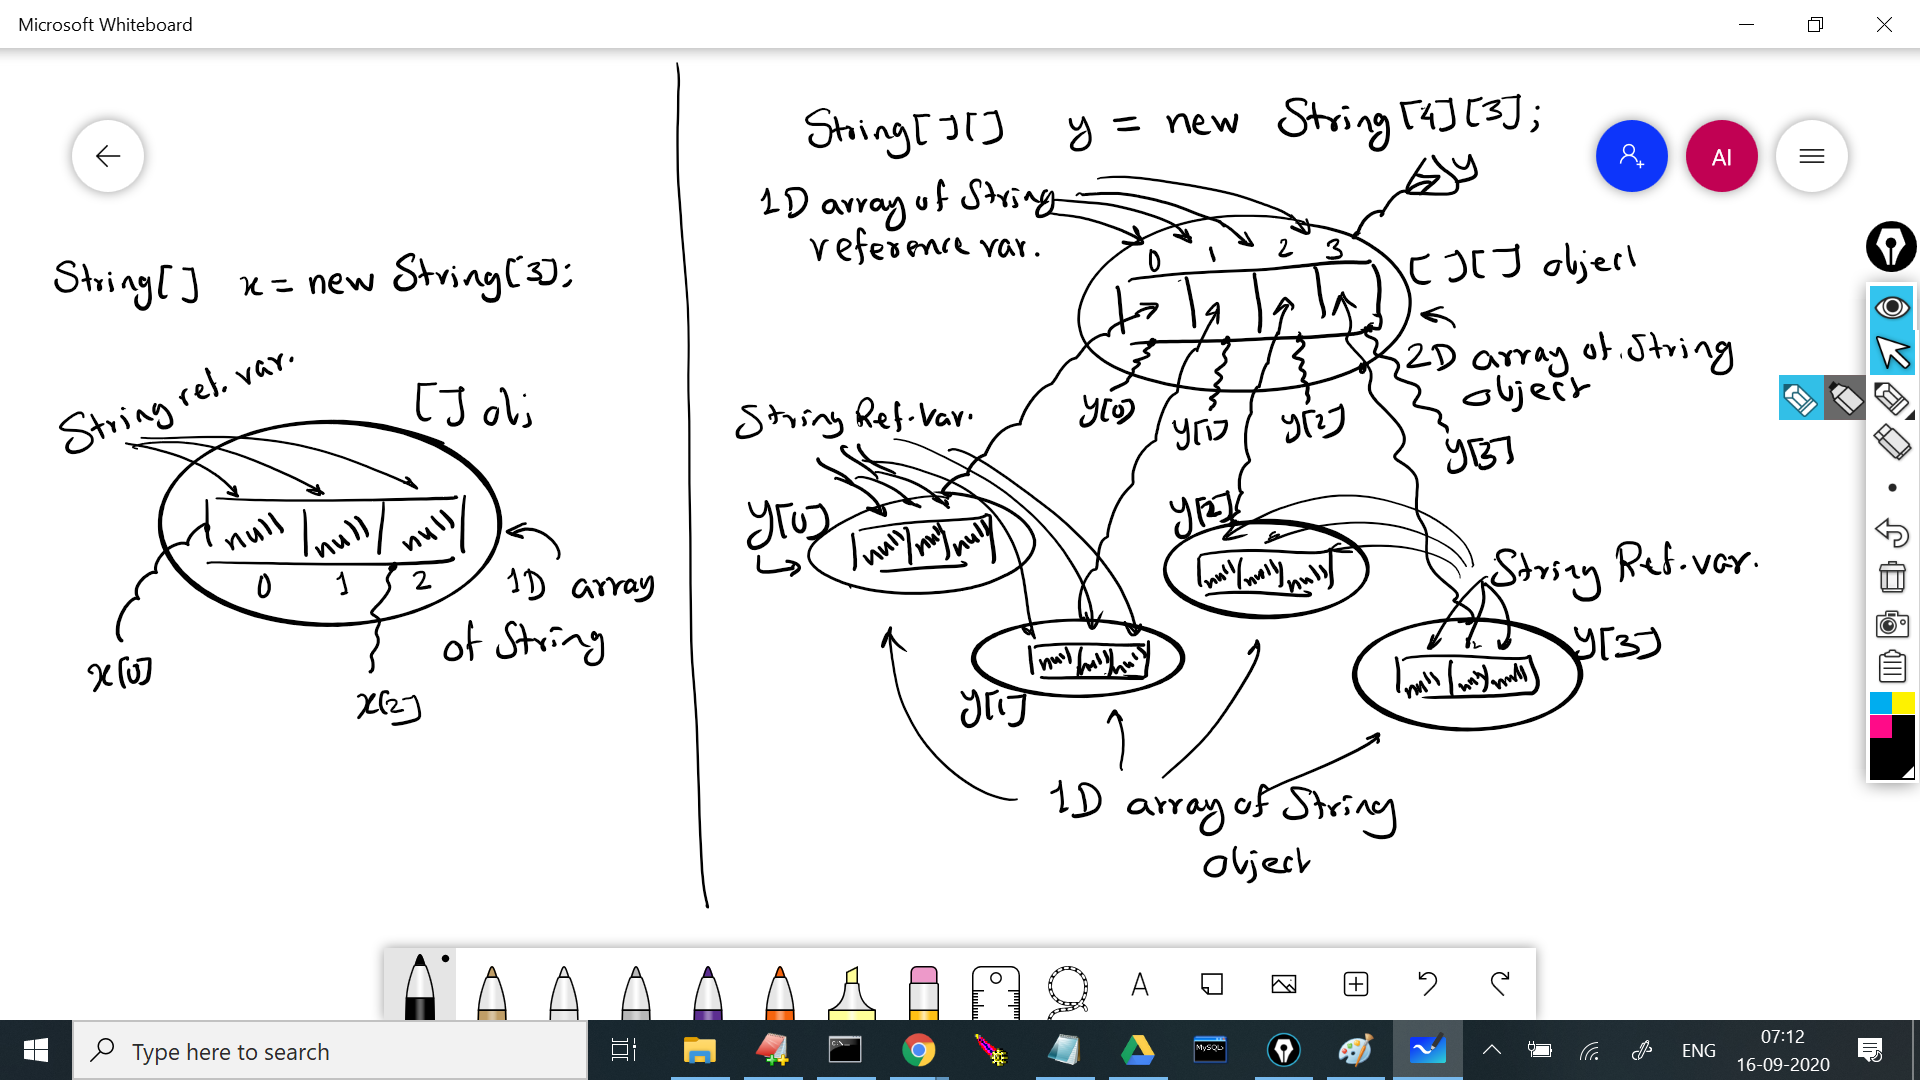 Microsoft Whiteboard
AI
String[] x = new String[3];
String ref. var.
[] obj
null null null
0 1 2
1D array
of String
x[0]
x[2]
String[][] y = new String[4][3];
y
1D array of String
reference var.
0 1 2 3
[][] object
2D array of String
object
y[0]
y[1]
y[2]
y[3]
String Ref. Var.
y[0]
null null null
y[2]
null null null
String Ref. var.
y[1]
null null null
y[3]
null null null
1D array of String
object
A
Type here to search
C:\
MySQL
ENG
07:12
16-09-2020